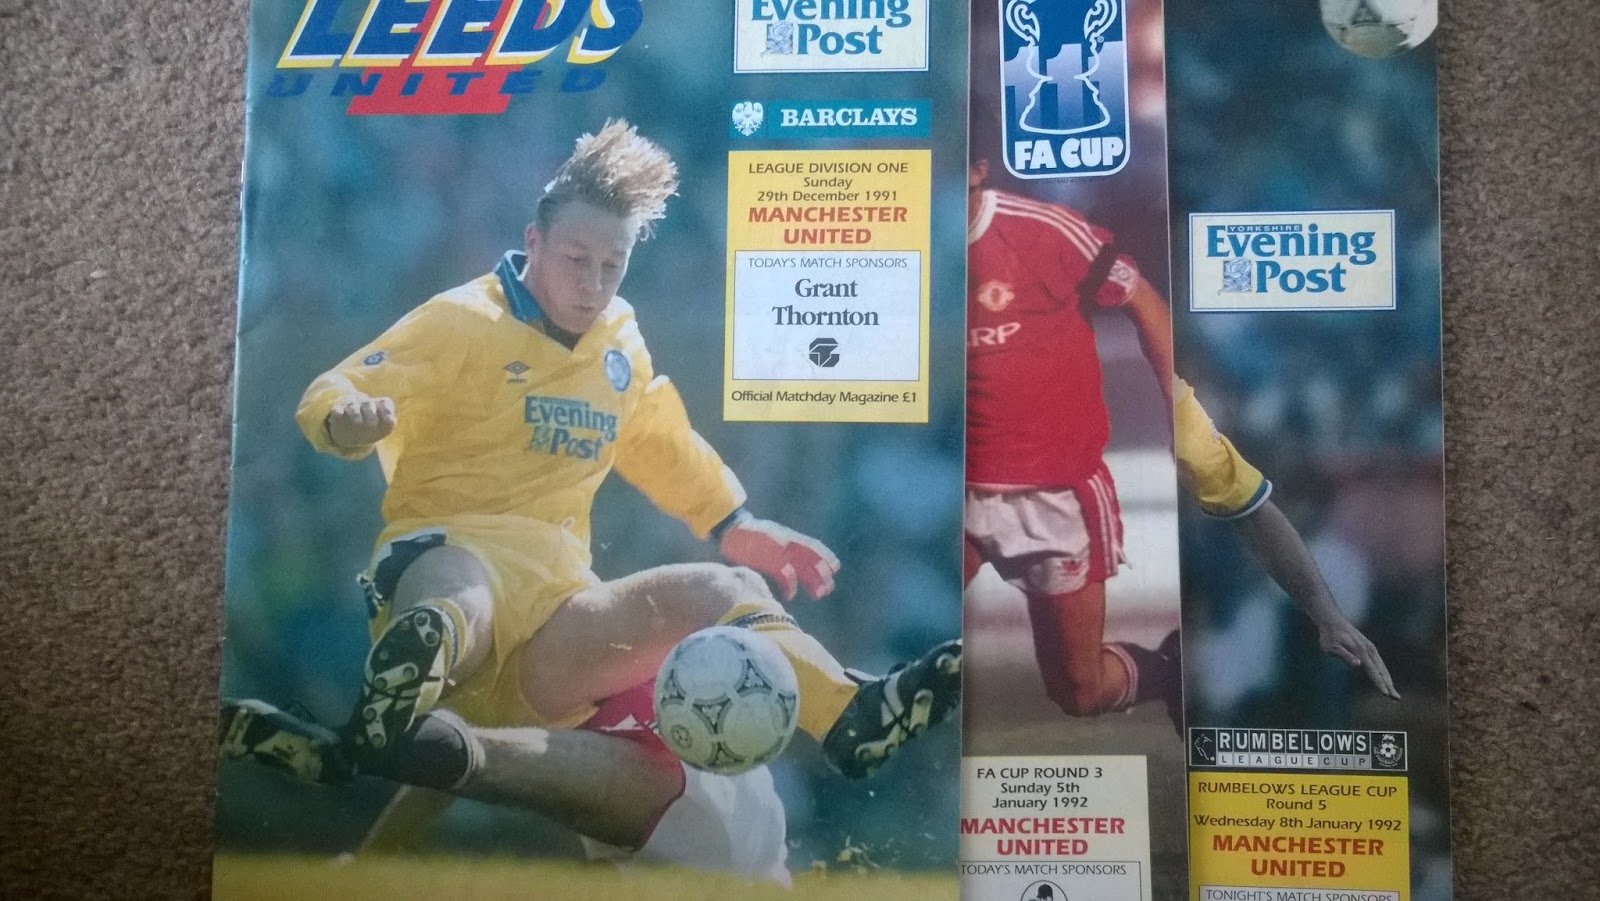 LEEDS
UNITED
Evening
Post
BARCLAYS
LEAGUE DIVISION ONE
Sunday
29th December 1991
MANCHESTER
UNITED
TODAY'S MATCH SPONSORS
Grant
Thornton
Official Matchday Magazine £1
Evening
Post
FA CUP
RP
FA CUP ROUND 3
Sunday 5th
January 1992
MANCHESTER
UNITED
TODAY'S MATCH SPONSORS
YORKSHIRE
Evening
Post
RUMBELOWS
LEAGUE CUP
RUMBELOWS LEAGUE CUP
Round 5
Wednesday 8th January 1992
MANCHESTER
UNITED
TONIGHT'S MATCH SPONSORS